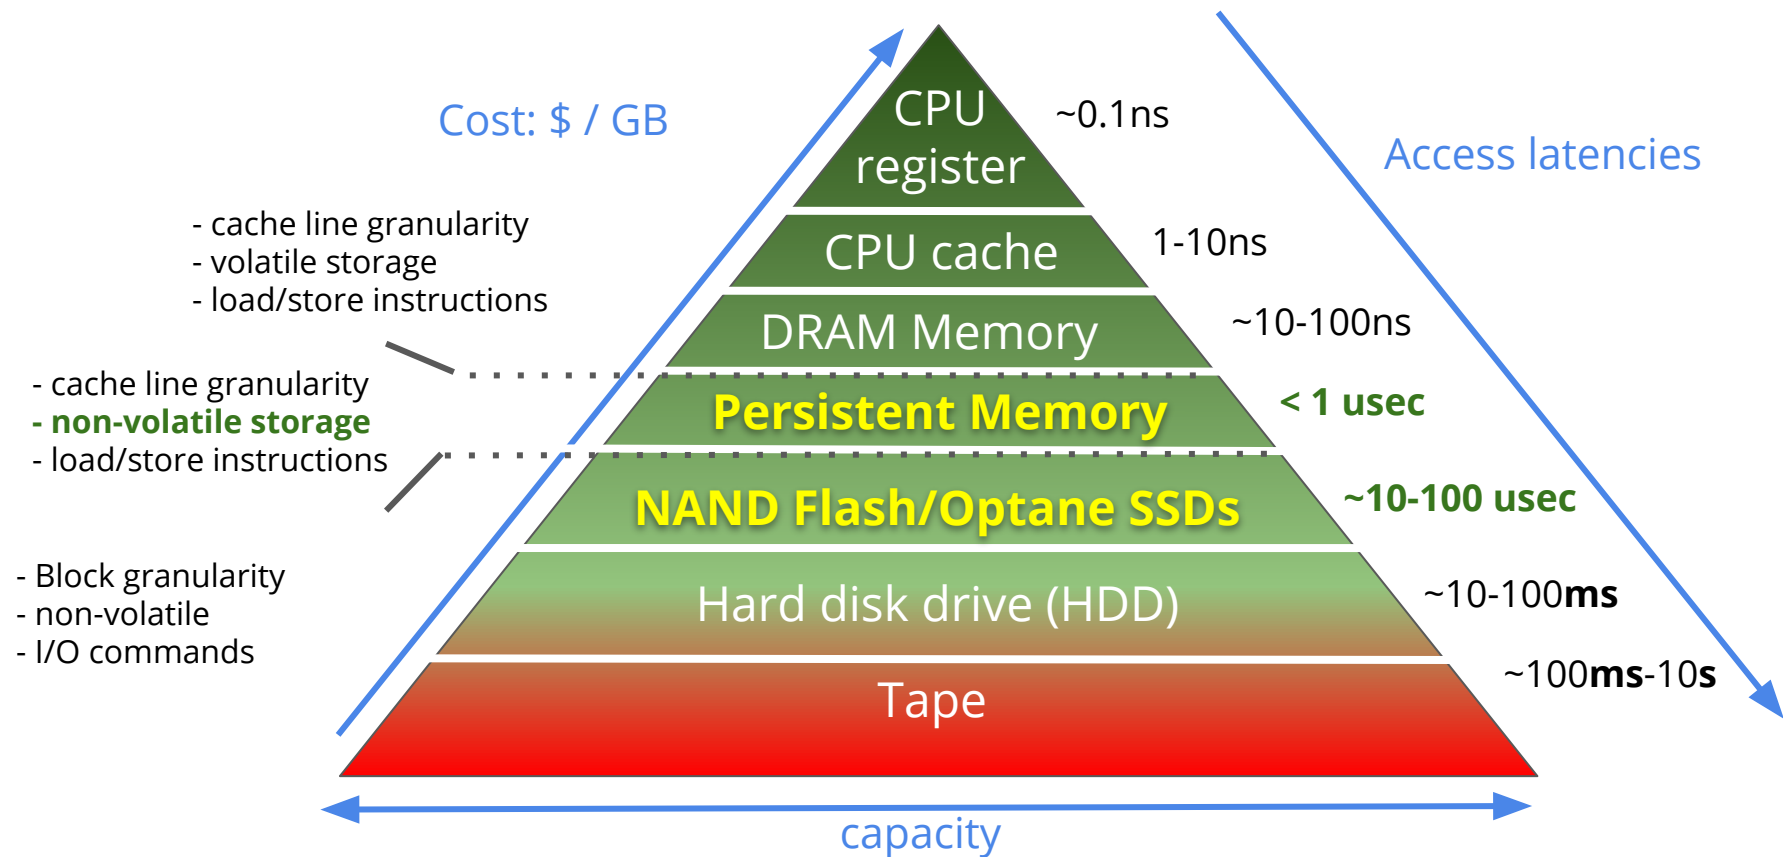 Cost: $ / GB
CPU
register
~0.1ns
Access latencies
- cache line granularity
- volatile storage
- load/store instructions
CPU cache
1-10ns
DRAM Memory
~10-100ns
- cache line granularity
- non-volatile storage
- load/store instructions
Persistent Memory
< 1 usec
NAND Flash/Optane SSDs
~10-100 usec
- Block granularity
- non-volatile
- I/O commands
Hard disk drive (HDD)
~10-100ms
Tape
~100ms-10s
capacity